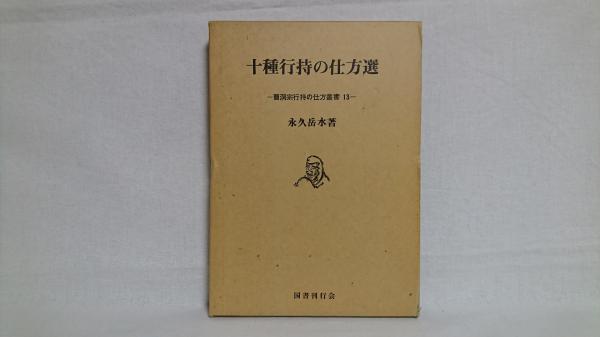 十種行持の仕方選
―曹洞宗行持の仕方叢書 13―
永久岳水著
国書刊行会